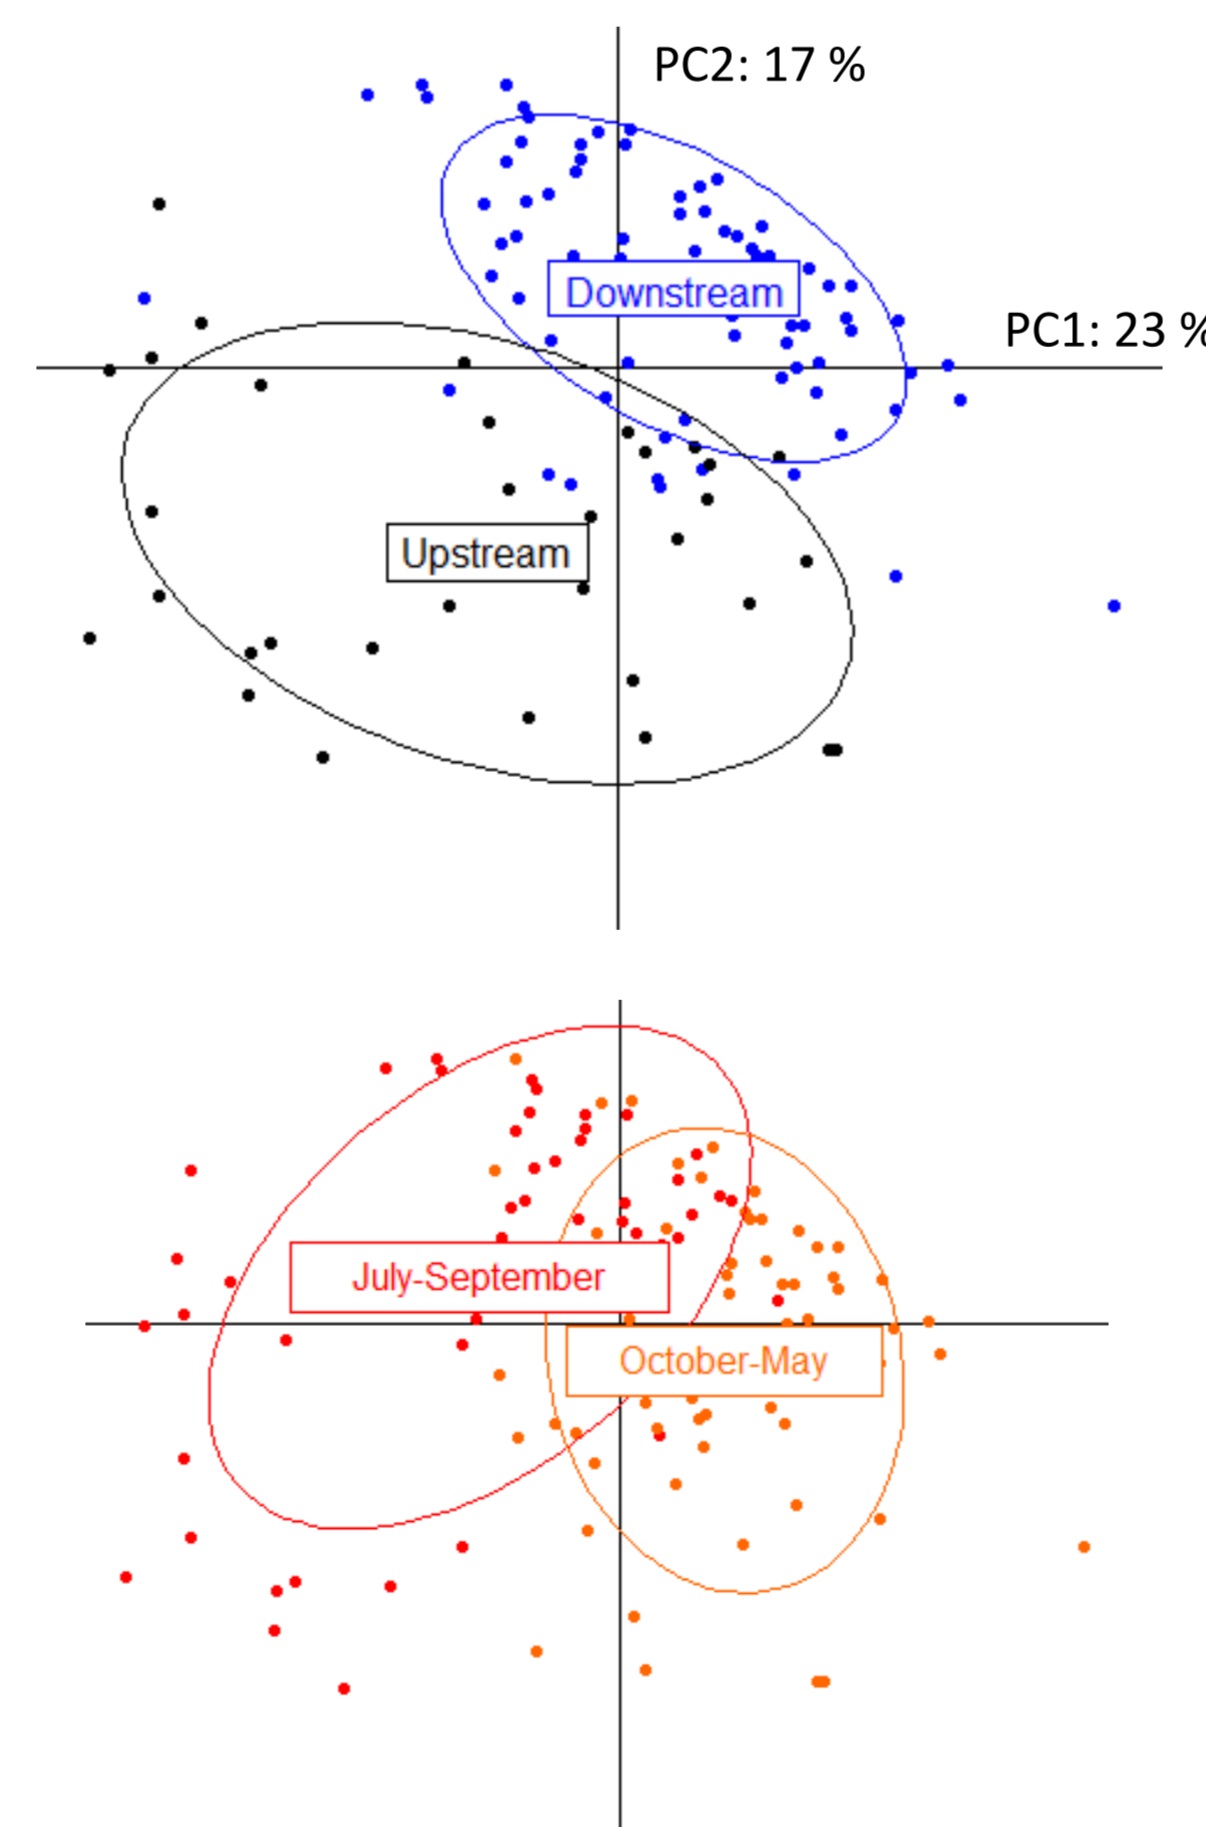 PC2: 17 %
PC1: 23 %
Downstream
Upstream
July-September
October-May